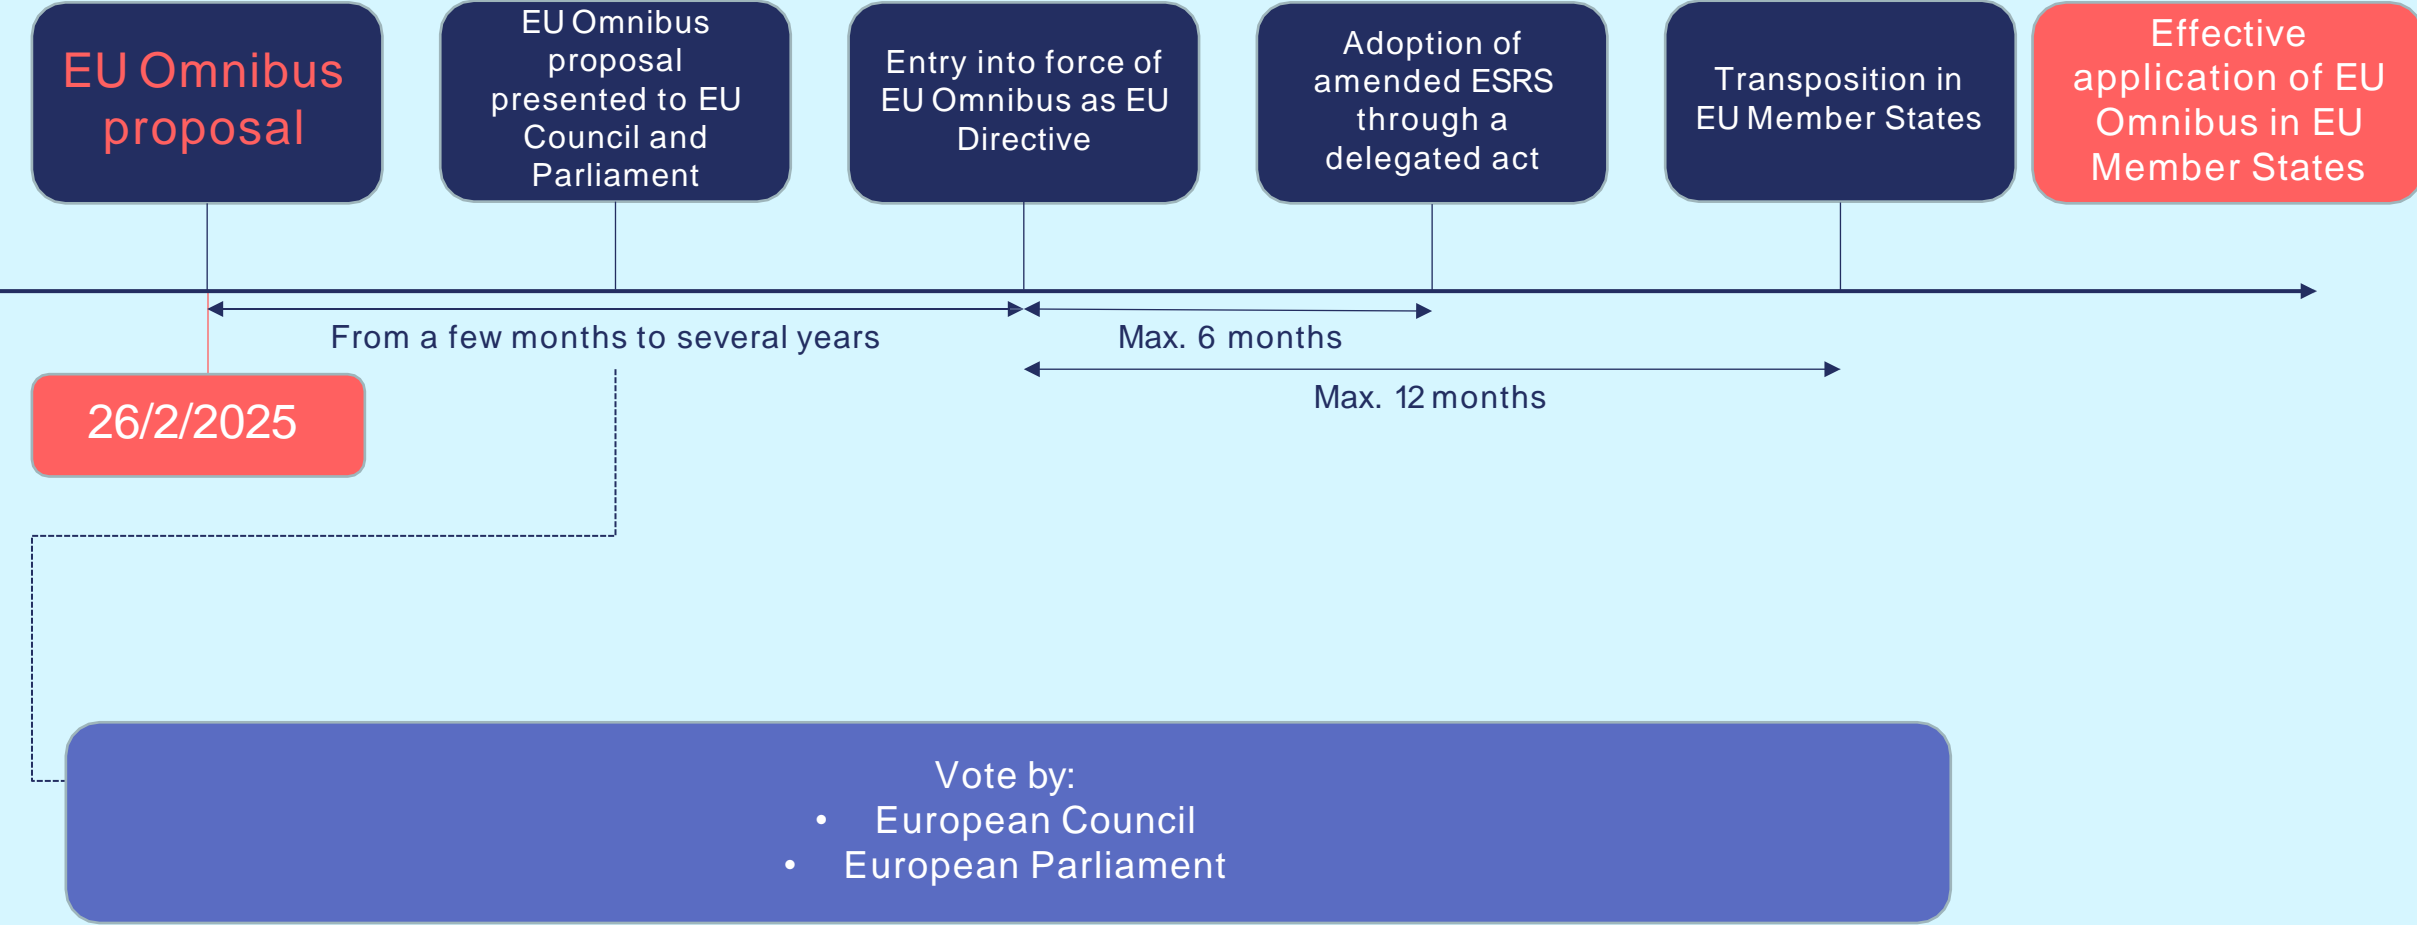 EU Omnibus
proposal
EU Omnibus
proposal
presented to EU
Council and
Parliament
Entry into force of
EU Omnibus as EU
Directive
Adoption of
amended ESRS
through a
delegated act
Transposition in
EU Member States
Effective
application of EU
Omnibus in EU
Member States
From a few months to several years
Max. 6 months
Max. 12 months
26/2/2025
Vote by:
• European Council
• European Parliament